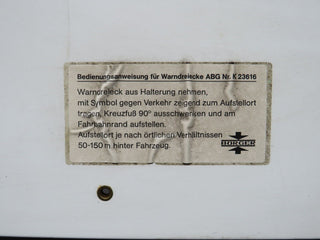 Bedienungsanweisung für Warndreiecke ABG Nr. K 23616
Warndreieck aus Halterung nehmen,
mit Symbol gegen Verkehr zeigend zum Aufstellort
tragen, Kreuzfuß 90° ausschwenken und am
Fahrbahnrand aufstellen.
Aufstellort je nach örtlichen Verhältnissen
50-150 m hinter Fahrzeug.
BORGER